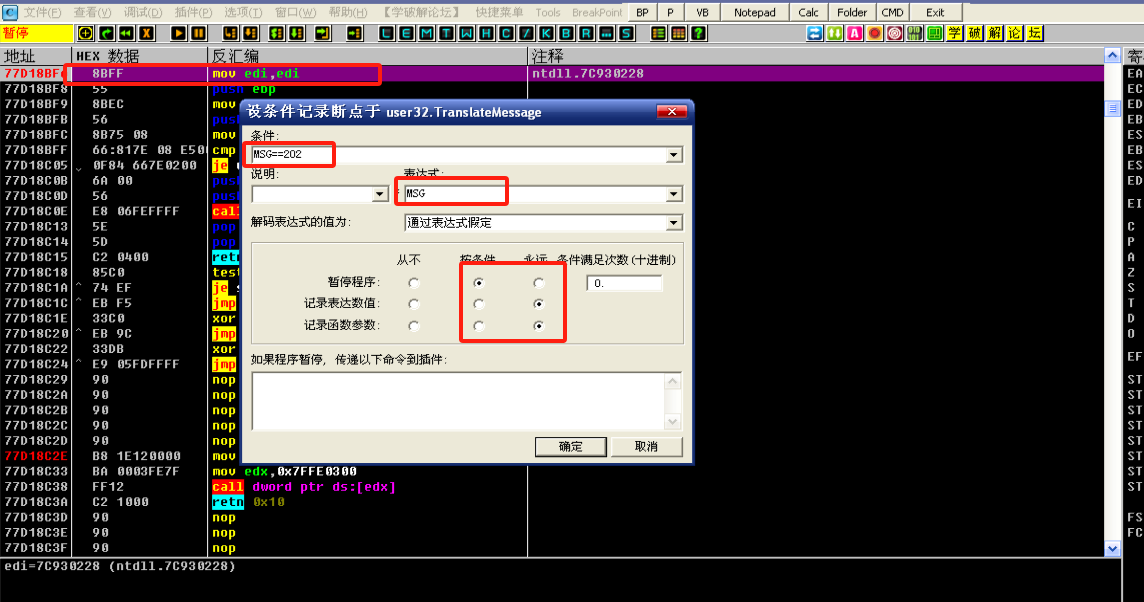 文件(F) 查看(V) 调试(D) 插件(P) 选项(T) 窗口(W) 帮助(H) 【学破解论坛】 快捷菜单 Tools BreakPoint BP P VB Notepad Calc Folder CMD Exit
暂停 L E M T W H C / K B R ... S ? A 学 破 解 论 坛
地址 HEX 数据 反汇编 注释
77D18BF 8BFF mov edi,edi ntdll.7C930228 EA
77D18BF8 55 push ebp EC
77D18BF9 8BEC mov ED
77D18BFB 56 push EB
77D18BFC 8B75 08 mov ES
77D18BFF 66:817E 08 E50 cmp EB
77D18C05 0F84 667E0200 je ES
77D18C0B 6A 00 push ED
77D18C0D 56 push
77D18C0E E8 06FEFFFF call EI
77D18C13 5E pop C
77D18C14 5D pop P
77D18C15 C2 0400 retn A
77D18C18 85C0 test Z
77D18C1A ^ 74 EF je S
77D18C1C ^ EB F5 jmp T
77D18C1E 33C0 xor D
77D18C20 ^ EB 9C jmp O
77D18C22 33DB xor
77D18C24 ^ E9 05FDFFFF jmp EF
77D18C29 90 nop ST
77D18C2A 90 nop ST
77D18C2B 90 nop ST
77D18C2C 90 nop ST
77D18C2D 90 nop ST
77D18C2E B8 1E120000 mov ST
77D18C33 BA 0003FE7F mov edx,0x7FFE0300 ST
77D18C38 FF12 call dword ptr ds:[edx] ST
77D18C3A C2 1000 retn 0x10
77D18C3D 90 nop FS
77D18C3E 90 nop FC
77D18C3F 90 nop
设条件记录断点于 user32.TranslateMessage
条件:
MSG==202
说明: 表达式:
MSG
解码表达式的值为: 通过表达式假定
从不 按条件 永远 条件满足次数(十进制)
暂停程序: 0.
记录表达数值:
记录函数参数:
如果程序暂停, 传递以下命令到插件:
确定 取消
edi=7C930228 (ntdll.7C930228)